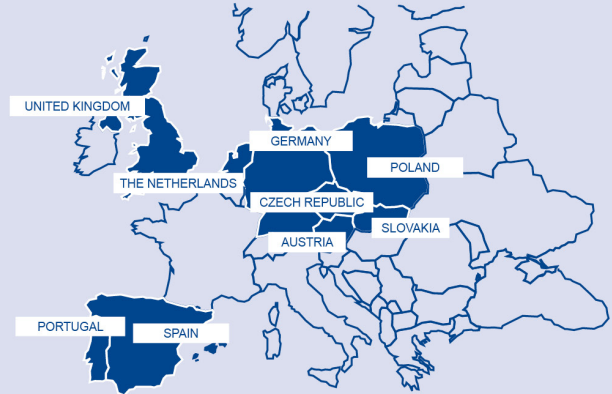 UNITED KINGDOM
GERMANY
POLAND
THE NETHERLANDS
CZECH REPUBLIC
SLOVAKIA
AUSTRIA
PORTUGAL
SPAIN